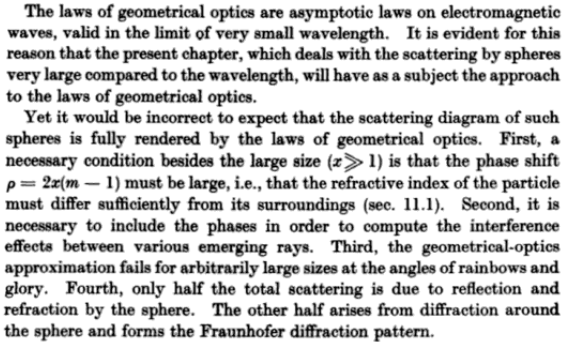 The laws of geometrical optics are asymptotic laws on electromagnetic
waves, valid in the limit of very small wavelength. It is evident for this
reason that the present chapter, which deals with the scattering by spheres
very large compared to the wavelength, will have as a subject the approach
to the laws of geometrical optics.
Yet it would be incorrect to expect that the scattering diagram of such
spheres is fully rendered by the laws of geometrical optics. First, a
necessary condition besides the large size (x ≫ 1) is that the phase shift
ρ = 2x(m — 1) must be large, i.e., that the refractive index of the particle
must differ sufficiently from its surroundings (sec. 11.1). Second, it is
necessary to include the phases in order to compute the interference
effects between various emerging rays. Third, the geometrical-optics
approximation fails for arbitrarily large sizes at the angles of rainbows and
glory. Fourth, only half the total scattering is due to reflection and
refraction by the sphere. The other half arises from diffraction around
the sphere and forms the Fraunhofer diffraction pattern.